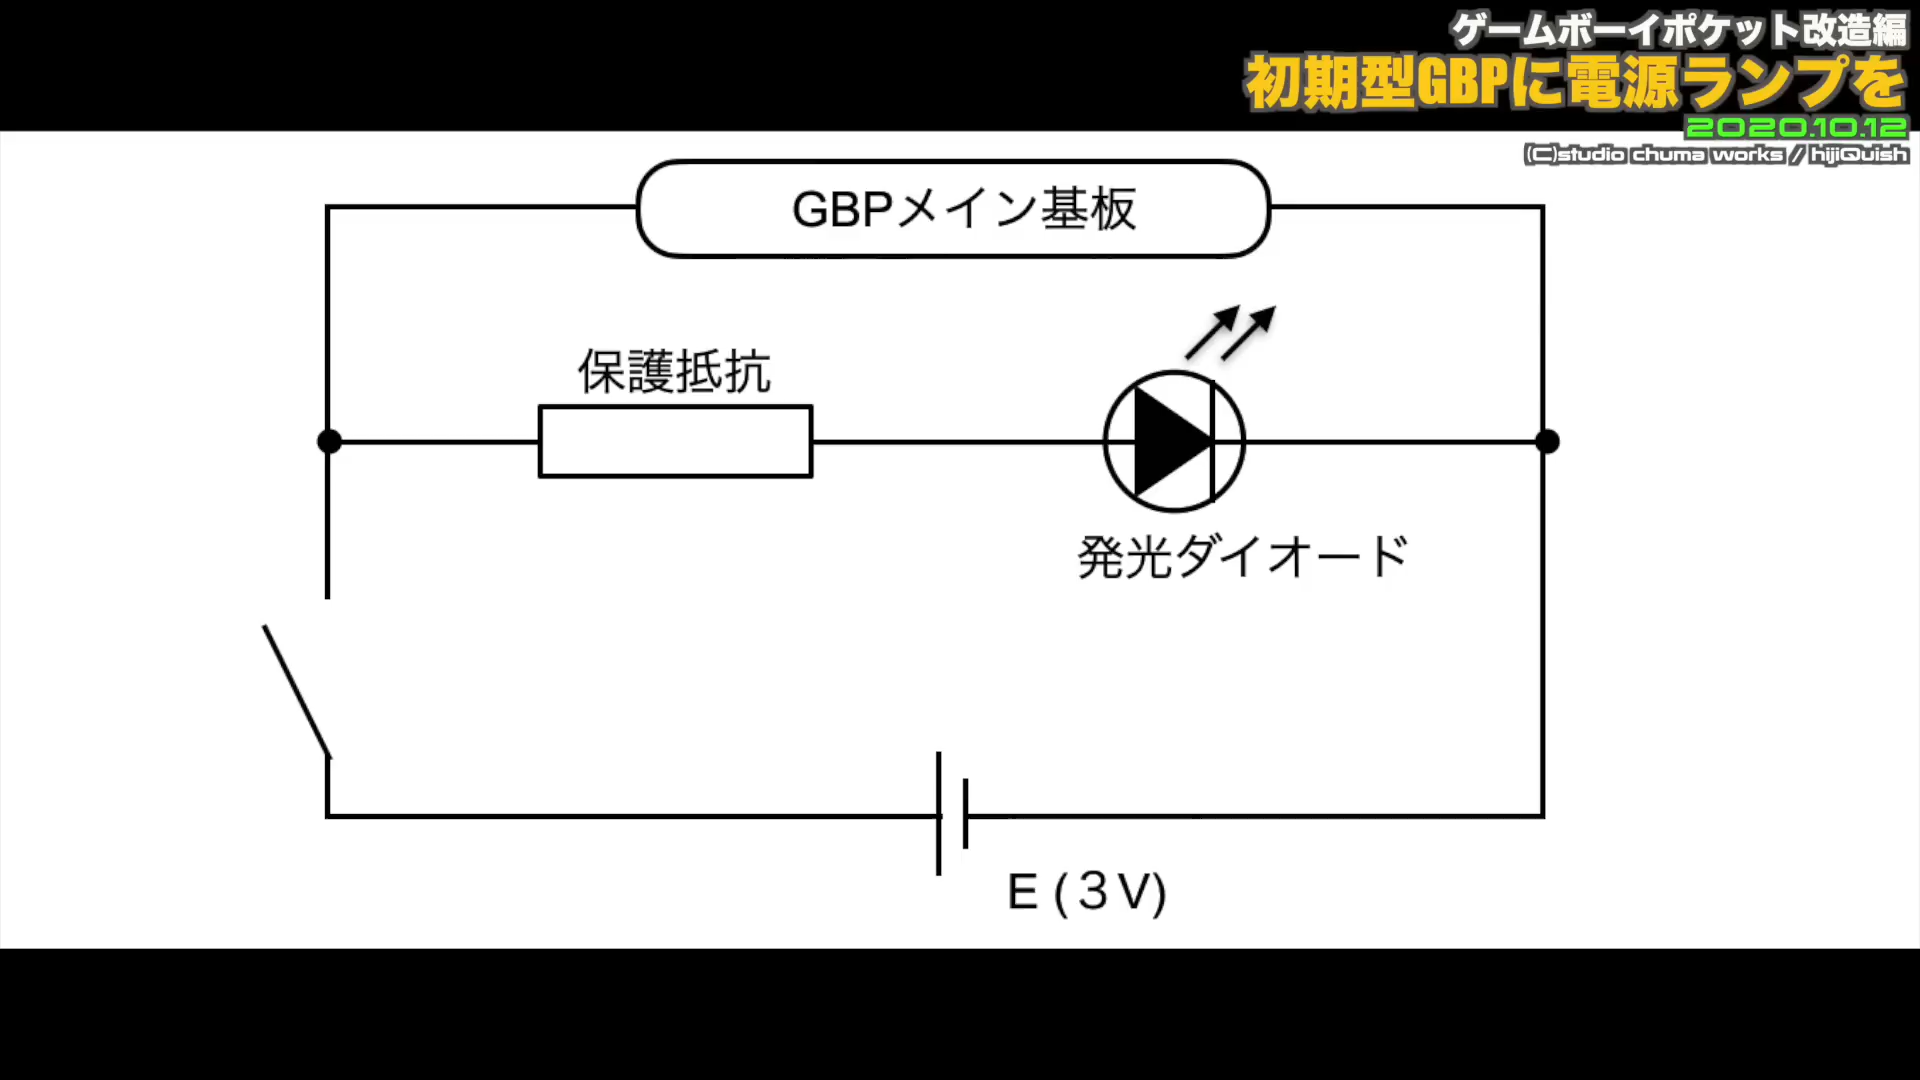 ゲームボーイポケット改造編
初期型GBPに電源ランプを
2020.10.12
(C)studio chuma works / hijiQuish
GBPメイン基板
保護抵抗
発光ダイオード
E (３V)